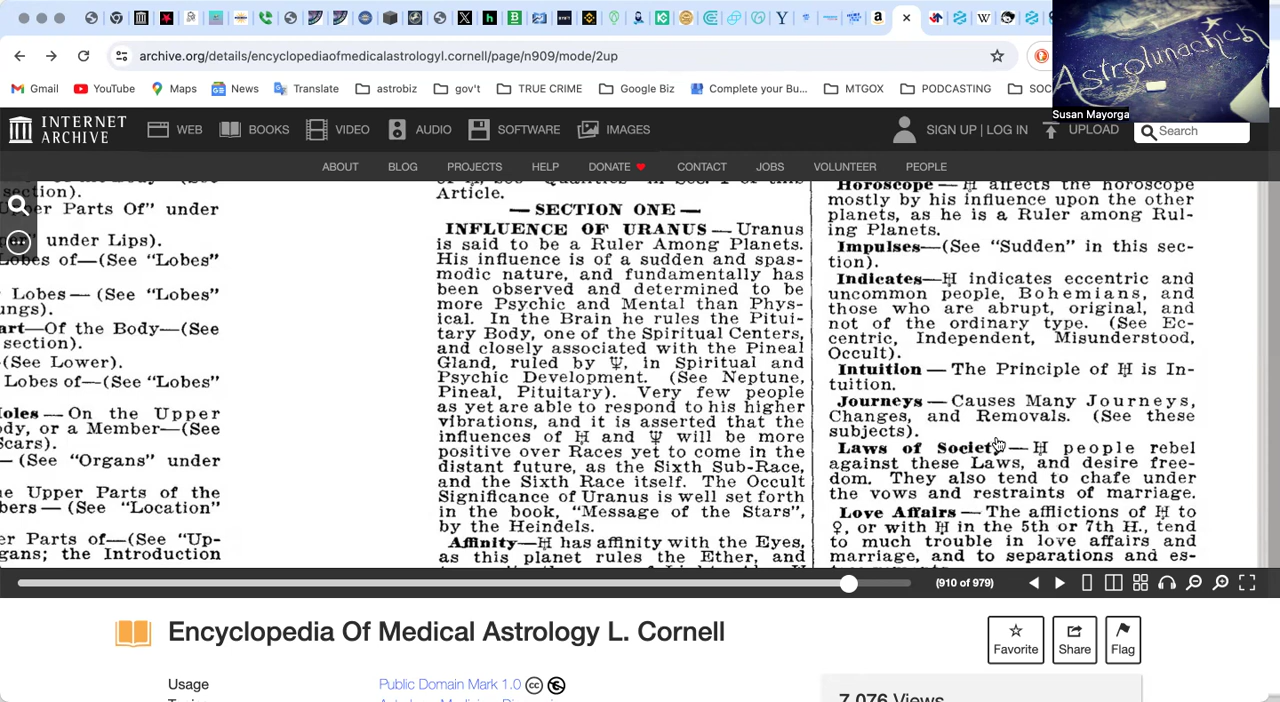 archive.org/details/encyclopediaofmedicalastrologyl.cornell/page/n909/mode/2up
Gmail
YouTube
Maps
News
Translate
astrobiz
gov't
TRUE CRIME
Google Biz
Complete your Bu...
MTGOX
PODCASTING
SOC
Astrolunachick
Susan Mayorga
INTERNET
ARCHIVE
WEB
BOOKS
VIDEO
AUDIO
SOFTWARE
IMAGES
SIGN UP | LOG IN
UPLOAD
Search
ABOUT
BLOG
PROJECTS
HELP
DONATE
CONTACT
JOBS
VOLUNTEER
PEOPLE
section).
per Parts Of" under
per" under Lips).
obes of—(See "Lobes"
Lobes— (See "Lobes"
ungs).
art—Of the Body—(See
section).
(See Lower).
Lobes of—(See "Lobes"
oles — On the Upper
ody, or a Member—(See
Scars).
— (See "Organs" under
he Upper Parts of the
bers— (See "Location"
er Parts of—(See "Up-
gans; the Introduction
Article.
— SECTION ONE —
INFLUENCE OF URANUS — Uranus
is said to be a Ruler Among Planets.
His influence is of a sudden and spas-
modic nature, and fundamentally has
been observed and determined to be
more Psychic and Mental than Phys-
ical. In the Brain he rules the Pitui-
tary Body, one of the Spiritual Centers,
and closely associated with the Pineal
Gland, ruled by ♆, in Spiritual and
Psychic Development. (See Neptune,
Pineal, Pituitary). Very few people
as yet are able to respond to his higher
vibrations, and it is asserted that the
influences of ♅ and ♆ will be more
positive over Races yet to come in the
distant future, as the Sixth Sub-Race,
and the Sixth Race itself. The Occult
Significance of Uranus is well set forth
in the book, "Message of the Stars",
by the Heindels.
Affinity—♅ has affinity with the Eyes,
as this planet rules the Ether, and
Horoscope — ♅ affects the horoscope
mostly by his influence upon the other
planets, as he is a Ruler among Rul-
ing Planets.
Impulses—(See "Sudden" in this sec-
tion).
Indicates—♅ indicates eccentric and
uncommon people, Bohemians, and
those who are abrupt, original, and
not of the ordinary type. (See Ec-
centric, Independent, Misunderstood,
Occult).
Intuition — The Principle of ♅ is In-
tuition.
Journeys — Causes Many Journeys,
Changes, and Removals. (See these
subjects).
Laws of Society — ♅ people rebel
against these Laws, and desire free-
dom. They also tend to chafe under
the vows and restraints of marriage.
Love Affairs — The afflictions of ♅ to
♀, or with ♅ in the 5th or 7th H., tend
to much trouble in love affairs and
marriage, and to separations and es-
(910 of 979)
Encyclopedia Of Medical Astrology L. Cornell
Favorite
Share
Flag
Usage
Public Domain Mark 1.0
7,076 Views